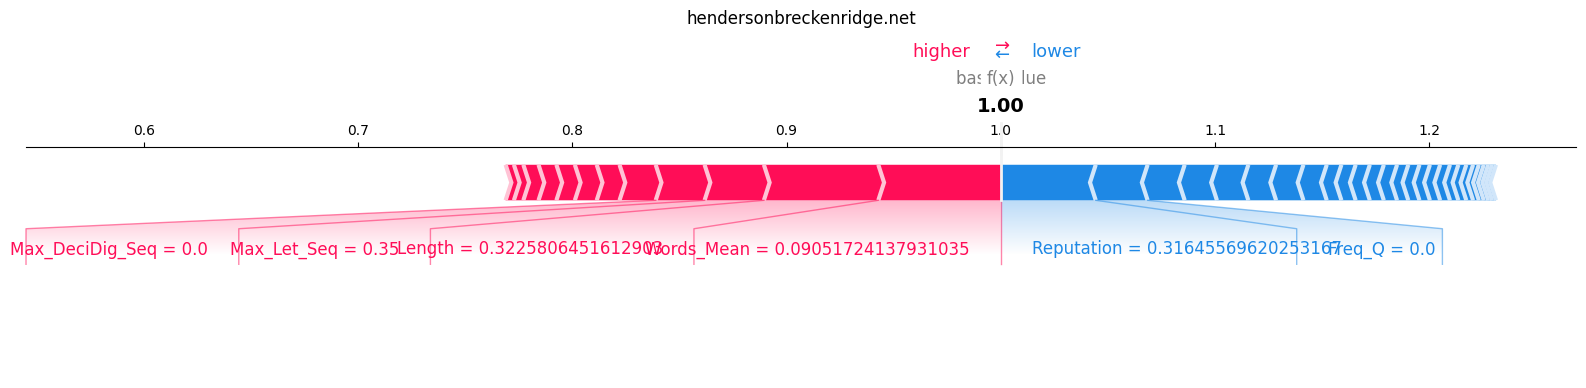 hendersonbreckenridge.net
higher → lower
←
f(x)
1.00
0.6 0.7 0.8 0.9 1.0 1.1 1.2
Max_DeciDig_Seq = 0.0 Max_Let_Seq = 0.35 Length = 0.3225806451612903 Words_Mean = 0.09051724137931035 Reputation = 0.31645569620253167 Freq_Q = 0.0